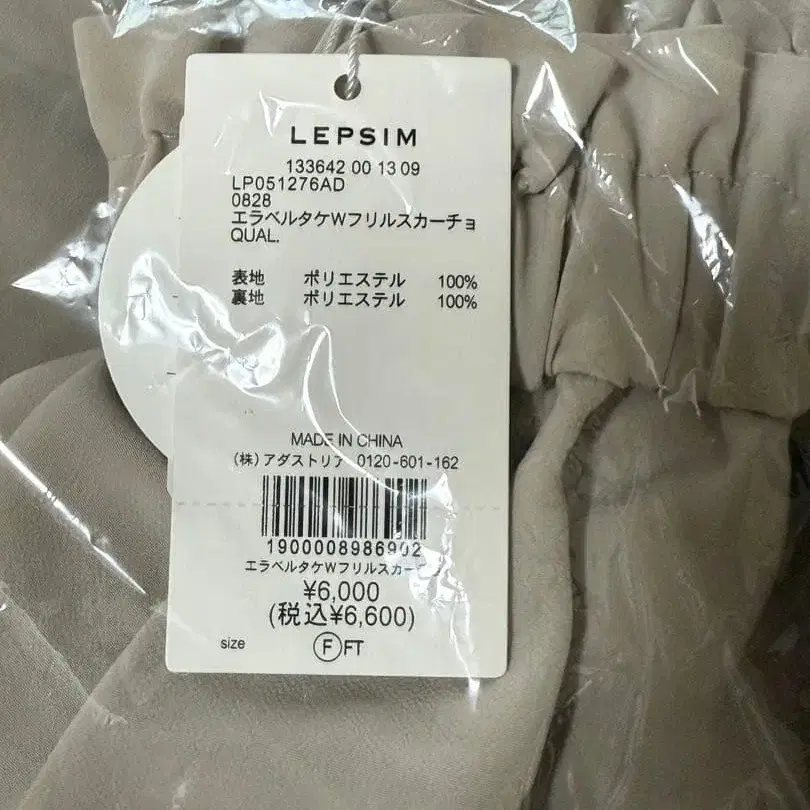 LEPSIM
133642 00 13 09
LP051276AD
0828
エラベルタケWフリルスカーチョ
QUAL.
表地 ポリエステル 100%
裏地 ポリエステル 100%
MADE IN CHINA
(株)アダストリア 0120-601-162
1900008986902
エラベルタケWフリルスカー
¥6,000
(税込¥6,600)
size Ⓕ FT